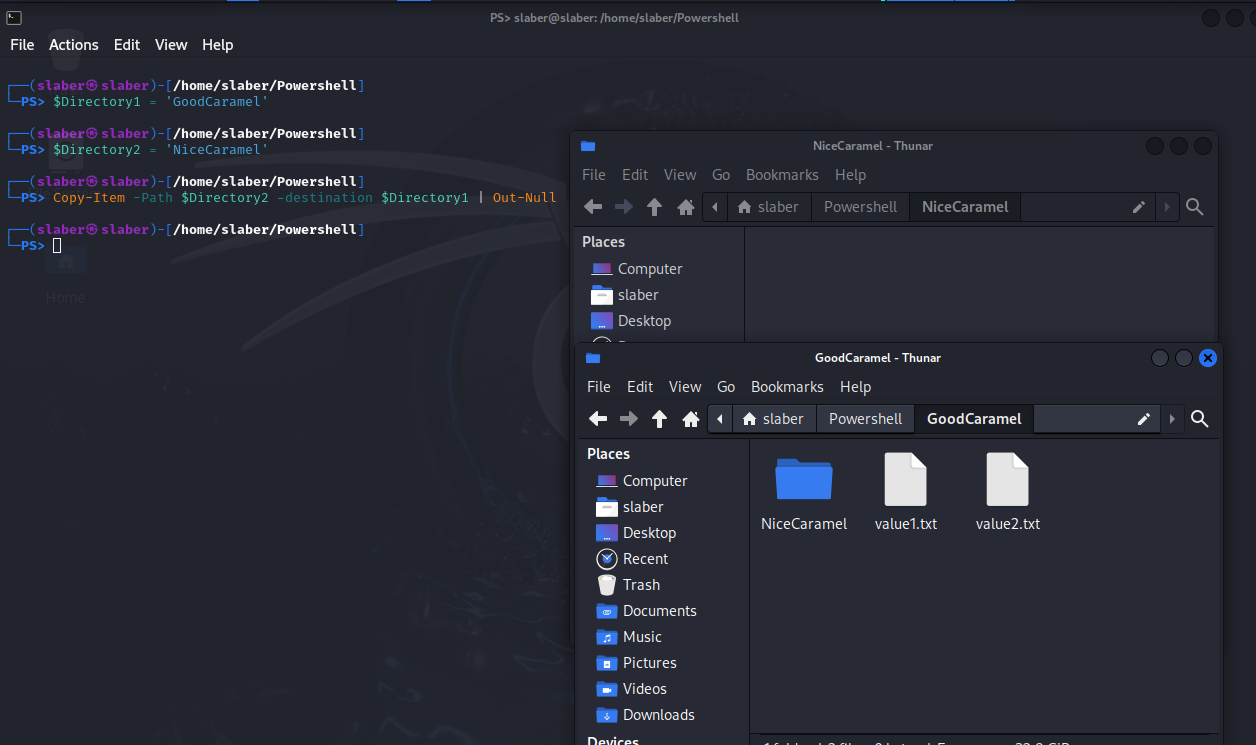 PS> slaber@slaber: /home/slaber/Powershell
File Actions Edit View Help
┌──(slaber㉿slaber)-[/home/slaber/Powershell]
└─PS> $Directory1 = 'GoodCaramel'
┌──(slaber㉿slaber)-[/home/slaber/Powershell]
└─PS> $Directory2 = 'NiceCaramel'
┌──(slaber㉿slaber)-[/home/slaber/Powershell]
└─PS> Copy-Item -Path $Directory2 -destination $Directory1 | Out-Null
┌──(slaber㉿slaber)-[/home/slaber/Powershell]
└─PS>
Home
NiceCaramel - Thunar
File Edit View Go Bookmarks Help
slaber Powershell NiceCaramel
Places
Computer
slaber
Desktop
GoodCaramel - Thunar
File Edit View Go Bookmarks Help
slaber Powershell GoodCaramel
Places
Computer
slaber
Desktop
Recent
Trash
Documents
Music
Pictures
Videos
Downloads
Devices
NiceCaramel
value1.txt
value2.txt